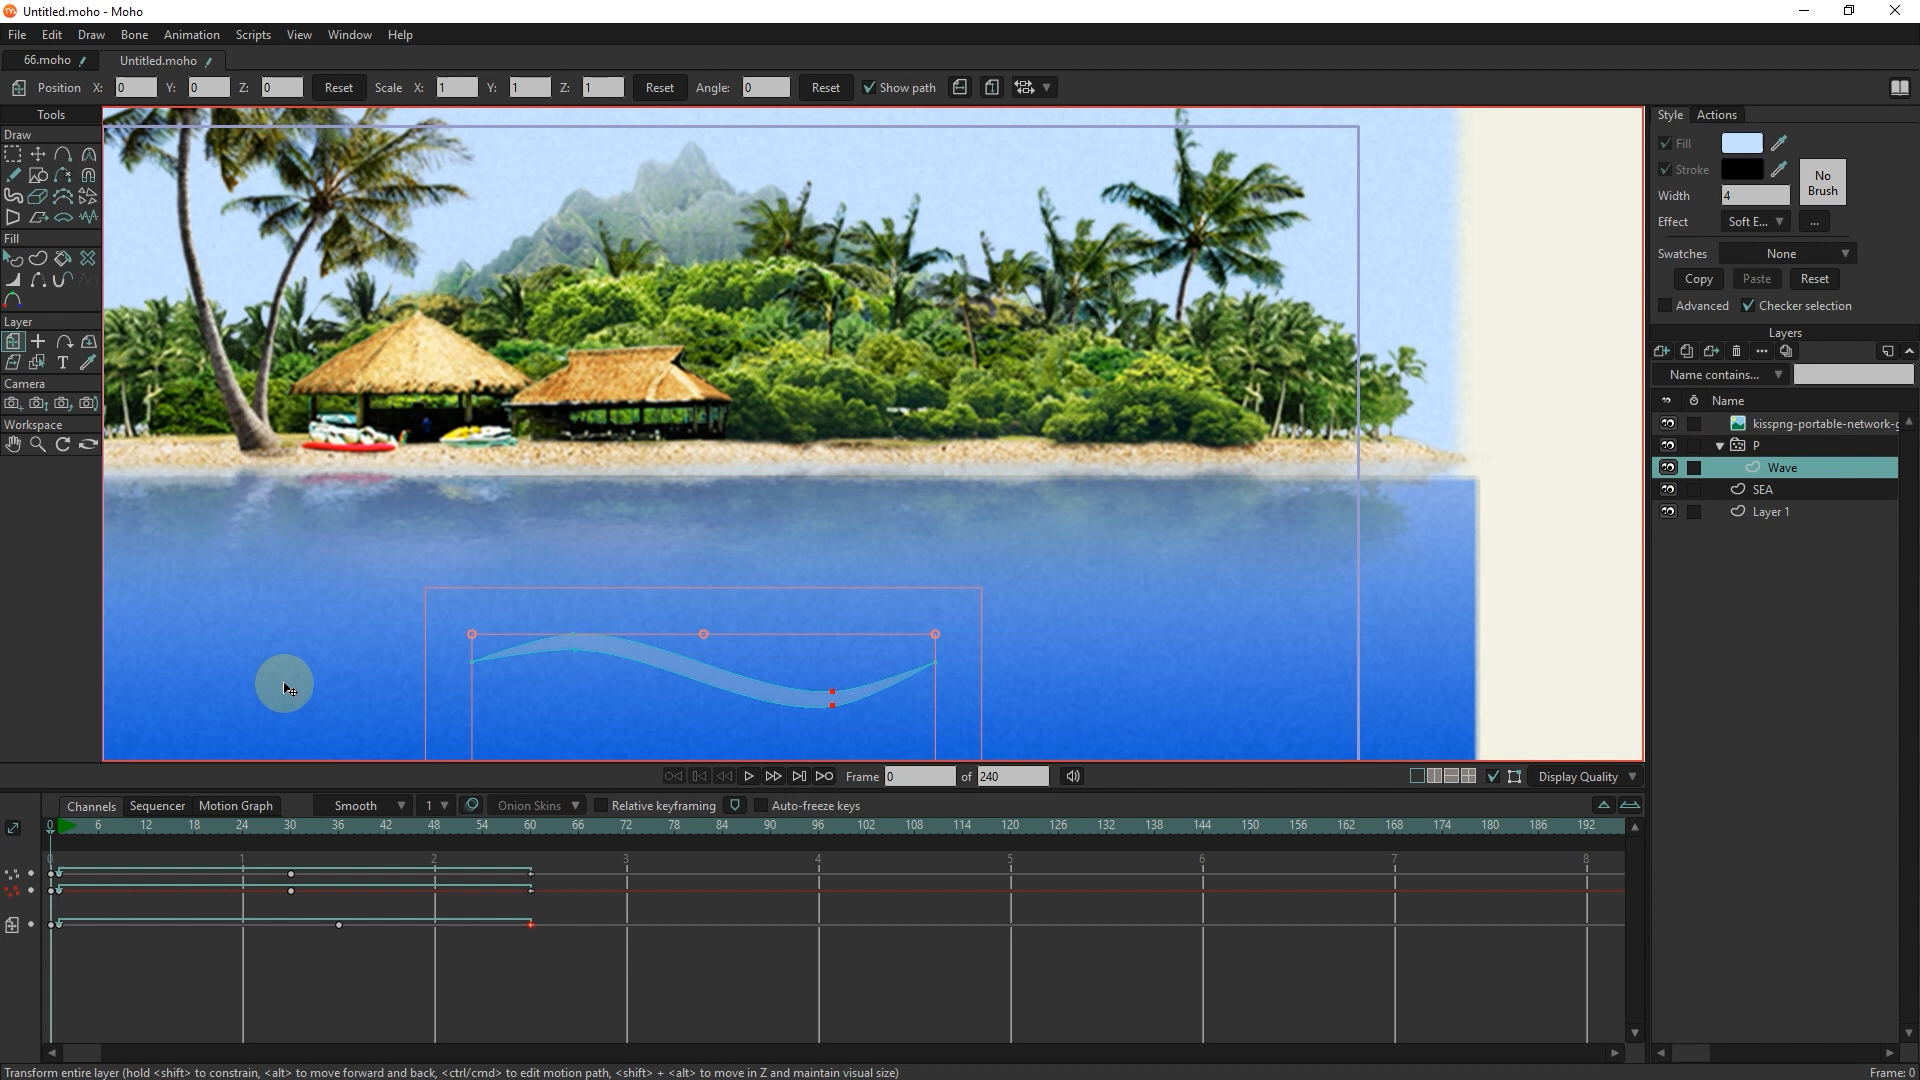 Untitled.moho - Moho
File Edit Draw Bone Animation Scripts View Window Help
66.moho Untitled.moho
Position X: 0 Y: 0 Z: 0 Reset Scale X: 1 Y: 1 Z: 1 Reset Angle: 0 Reset Show path
Tools
Draw
Fill
Layer
T
Camera
Workspace
Style Actions
Fill
Stroke
No
Brush
Width 4
Effect Soft E... ...
Swatches None
Copy Paste Reset
Advanced Checker selection
Layers
Name contains...
Name
kisspng-portable-network-g
P
Wave
SEA
Layer 1
Frame 0 of 240 Display Quality
Channels Sequencer Motion Graph Smooth 1 Onion Skins Relative keyframing Auto-freeze keys
0 6 12 18 24 30 36 42 48 54 60 66 72 78 84 90 96 102 108 114 120 126 132 138 144 150 156 162 168 174 180 186 192
0 1 2 3 4 5 6 7 8
Transform entire layer (hold <shift> to constrain, <alt> to move forward and back, <ctrl/cmd> to edit motion path, <shift> + <alt> to move in Z and maintain visual size) Frame: 0